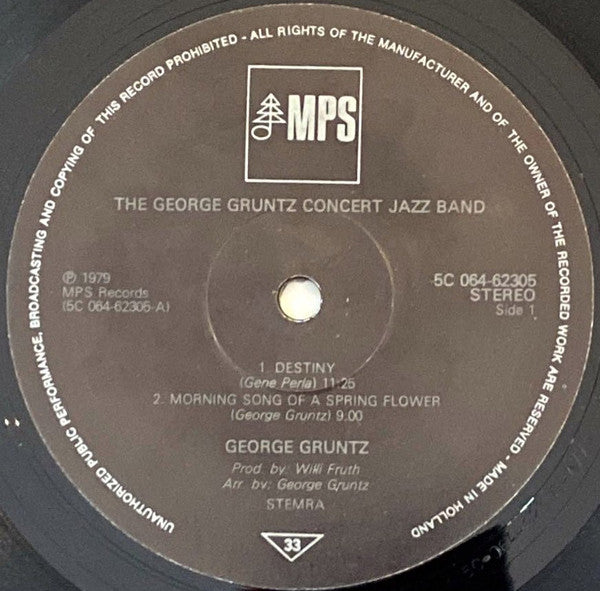 UNAUTHORIZED PUBLIC PERFORMANCE, BROADCASTING AND COPYING OF THIS RECORD PROHIBITED - ALL RIGHTS OF THE MANUFACTURER AND OF THE OWNER OF THE RECORDED WORK ARE RESERVED - MADE IN HOLLAND
MPS
THE GEORGE GRUNTZ CONCERT JAZZ BAND
℗ 1979
MPS Records
(5C 064-62305-A)
5C 064-62305
STEREO
Side 1
1. DESTINY
(Gene Perla) 11:25
2. MORNING SONG OF A SPRING FLOWER
(George Gruntz) 9.00
GEORGE GRUNTZ
Prod. by: Willi Fruth
Arr. by: George Gruntz
STEMRA
33